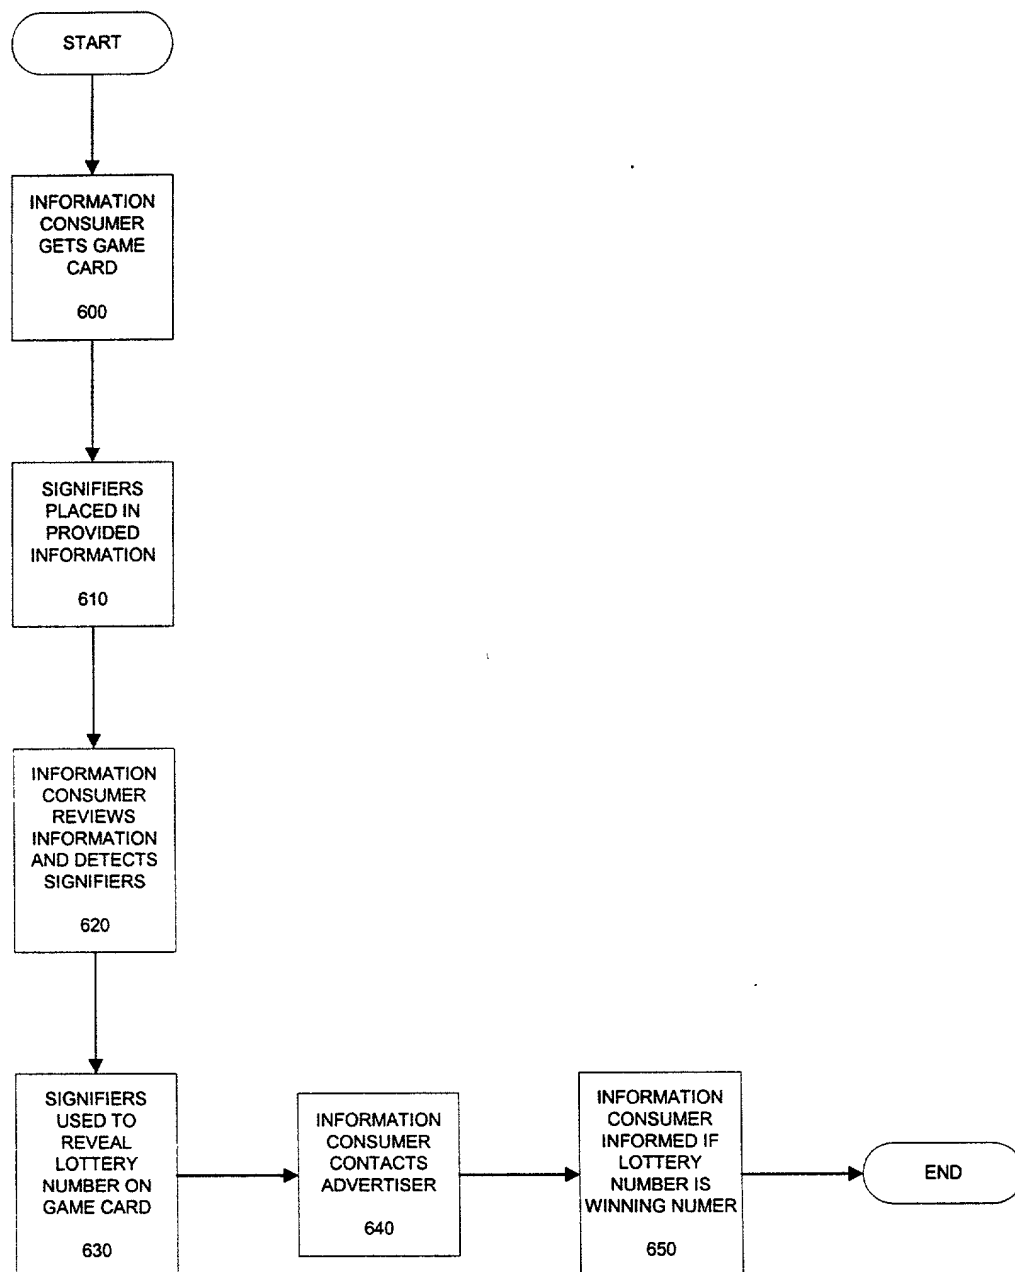 START
INFORMATION
CONSUMER
GETS GAME
CARD
600
SIGNIFIERS
PLACED IN
PROVIDED
INFORMATION
610
INFORMATION
CONSUMER
REVIEWS
INFORMATION
AND DETECTS
SIGNIFIERS
620
SIGNIFIERS
USED TO
REVEAL
LOTTERY
NUMBER ON
GAME CARD
630
INFORMATION
CONSUMER
CONTACTS
ADVERTISER
640
INFORMATION
CONSUMER
INFORMED IF
LOTTERY
NUMBER IS
WINNING NUMER
650
END